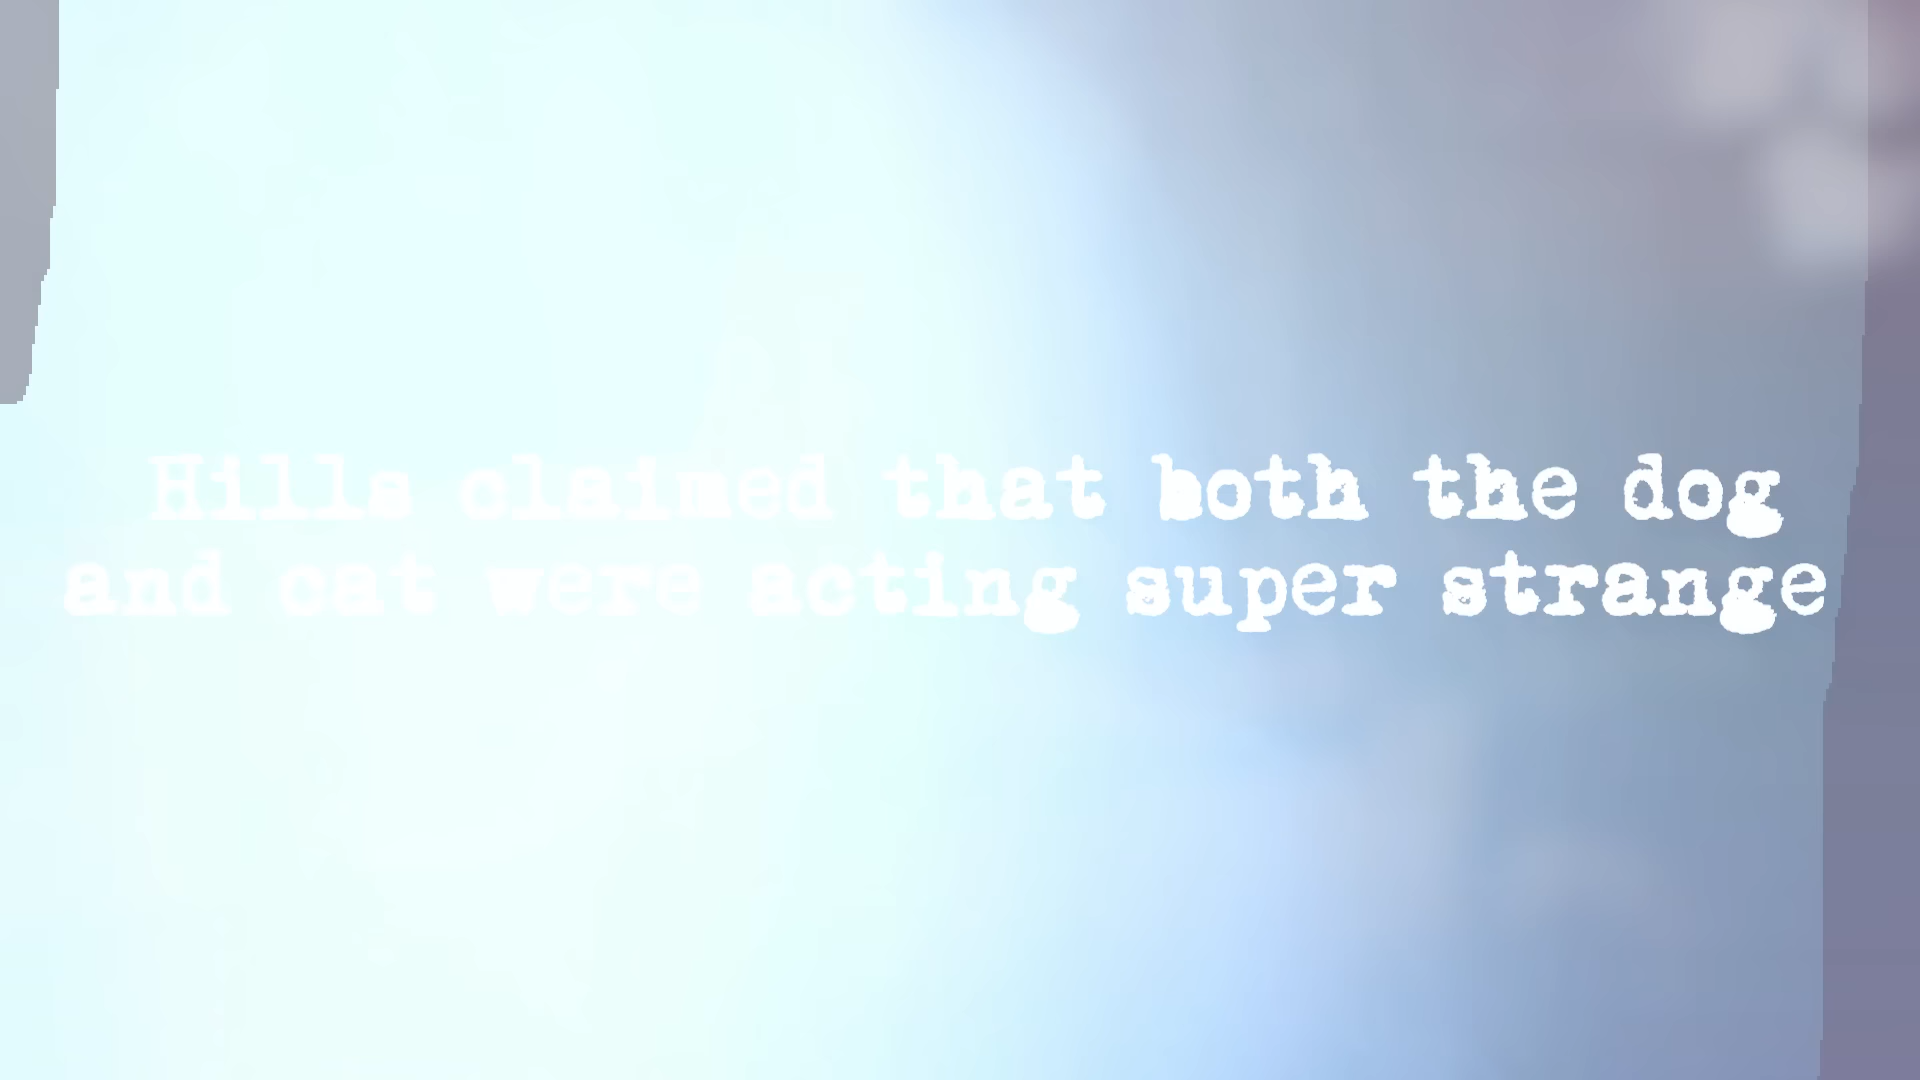 Hills claimed that both the dog
and cat were acting super strange